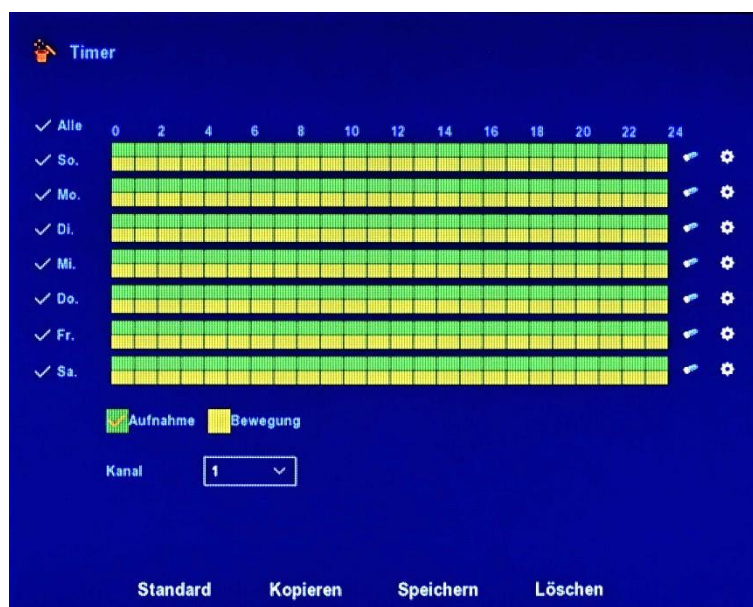 Timer
Alle 0 2 4 6 8 10 12 14 16 18 20 22 24
So.
Mo.
Di.
Mi.
Do.
Fr.
Sa.
Aufnahme Bewegung
Kanal 1
Standard Kopieren Speichern Löschen